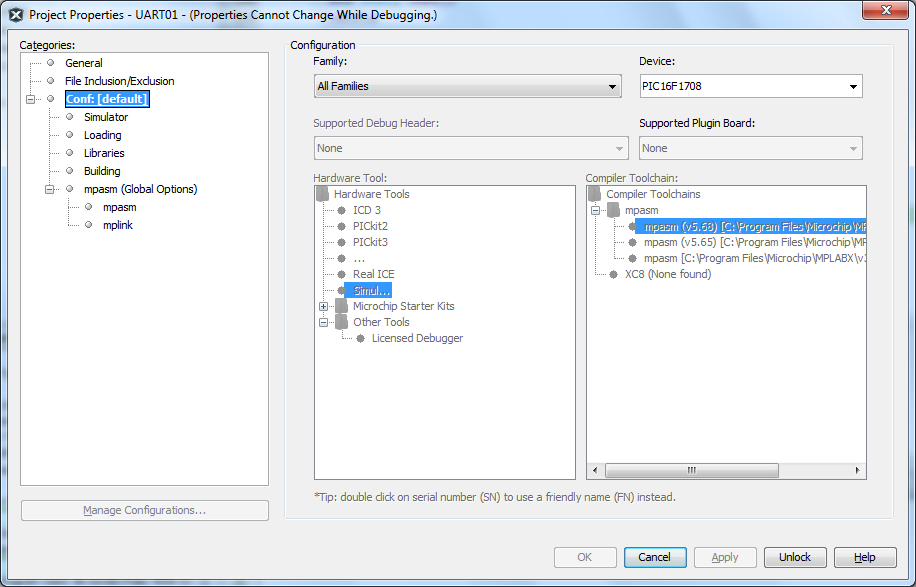 Project Properties - UART01 - (Properties Cannot Change While Debugging.)
Categories:
General
File Inclusion/Exclusion
Conf: [default]
Simulator
Loading
Libraries
Building
mpasm (Global Options)
mpasm
mplink
Manage Configurations...
Configuration
Family:
Device:
All Families
PIC16F1708
Supported Debug Header:
Supported Plugin Board:
None
None
Hardware Tool:
Hardware Tools
ICD 3
PICkit2
PICkit3
...
Real ICE
Simul...
Microchip Starter Kits
Other Tools
Licensed Debugger
Compiler Toolchain:
Compiler Toolchains
mpasm
mpasm (v5.68) [C:\Program Files\Microchip\MP
mpasm (v5.65) [C:\Program Files\Microchip\MP
mpasm [C:\Program Files\Microchip\MPLABX\v
XC8 (None found)
*Tip: double click on serial number (SN) to use a friendly name (FN) instead.
OK
Cancel
Apply
Unlock
Help